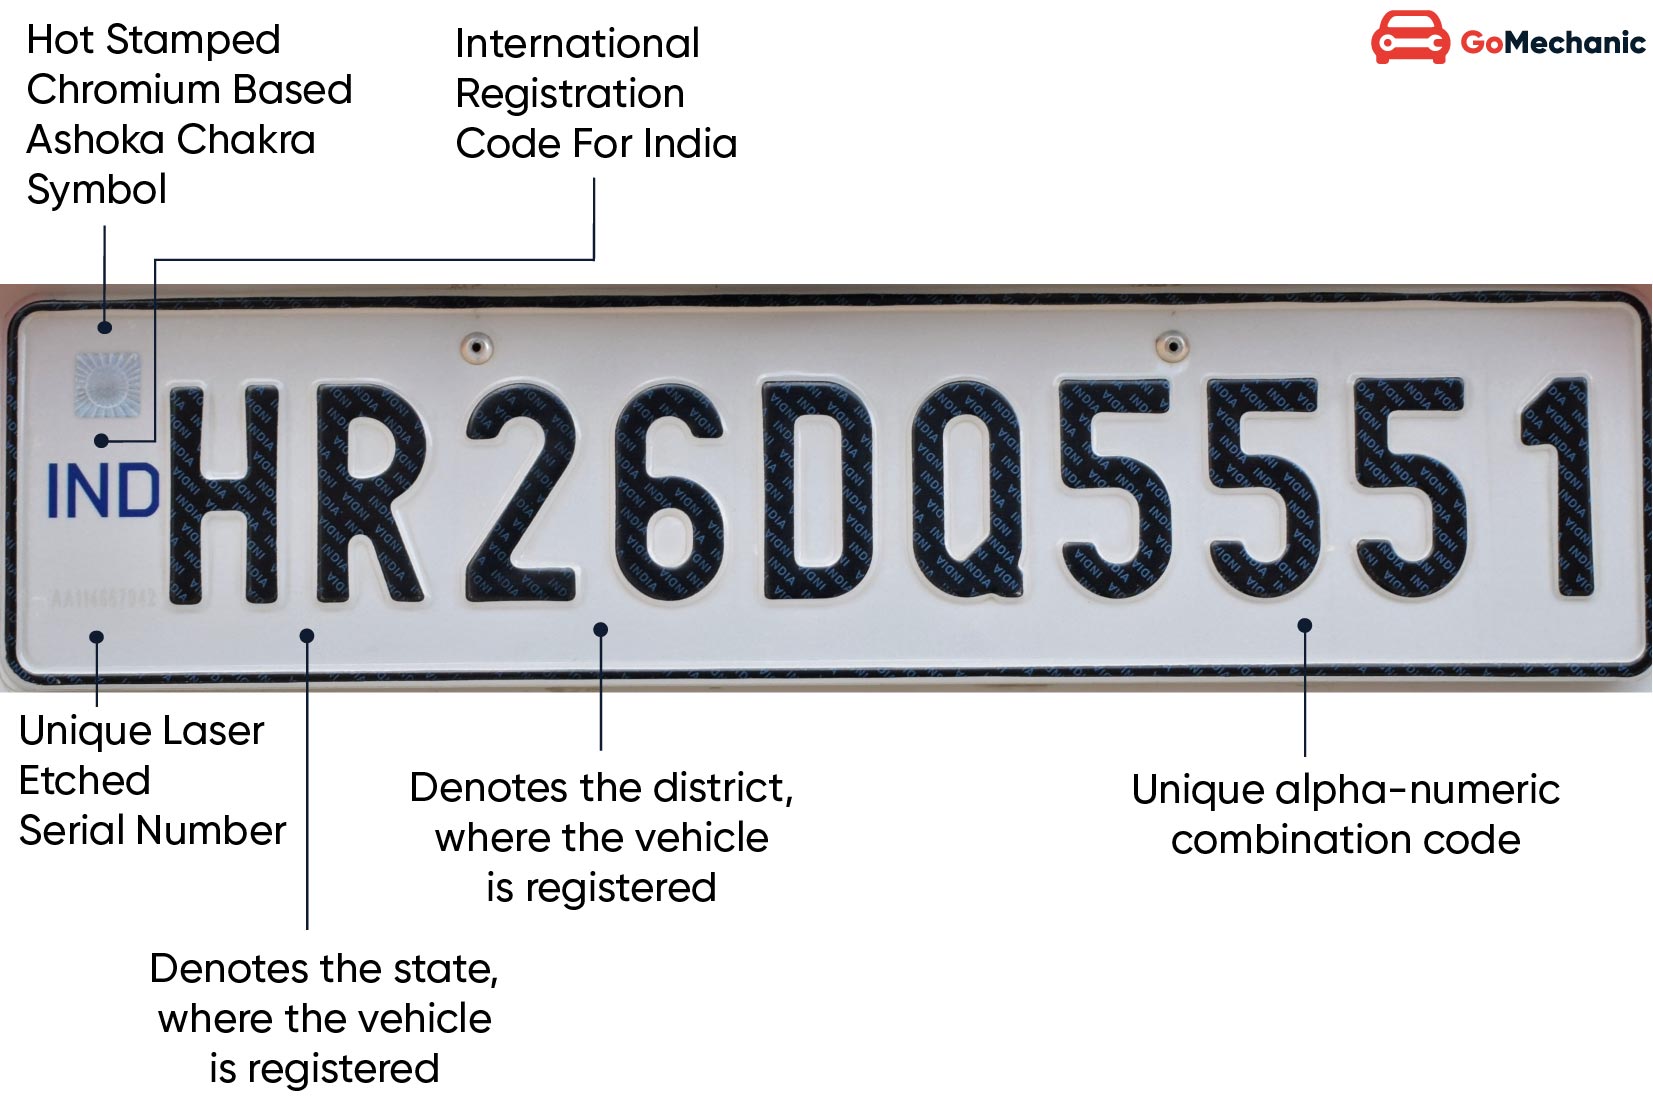 Hot Stamped
Chromium Based
Ashoka Chakra
Symbol
International
Registration
Code For India
GoMechanic
IND
HR26DQ5551
Unique Laser
Etched
Serial Number
Denotes the state,
where the vehicle
is registered
Denotes the district,
where the vehicle
is registered
Unique alpha-numeric
combination code